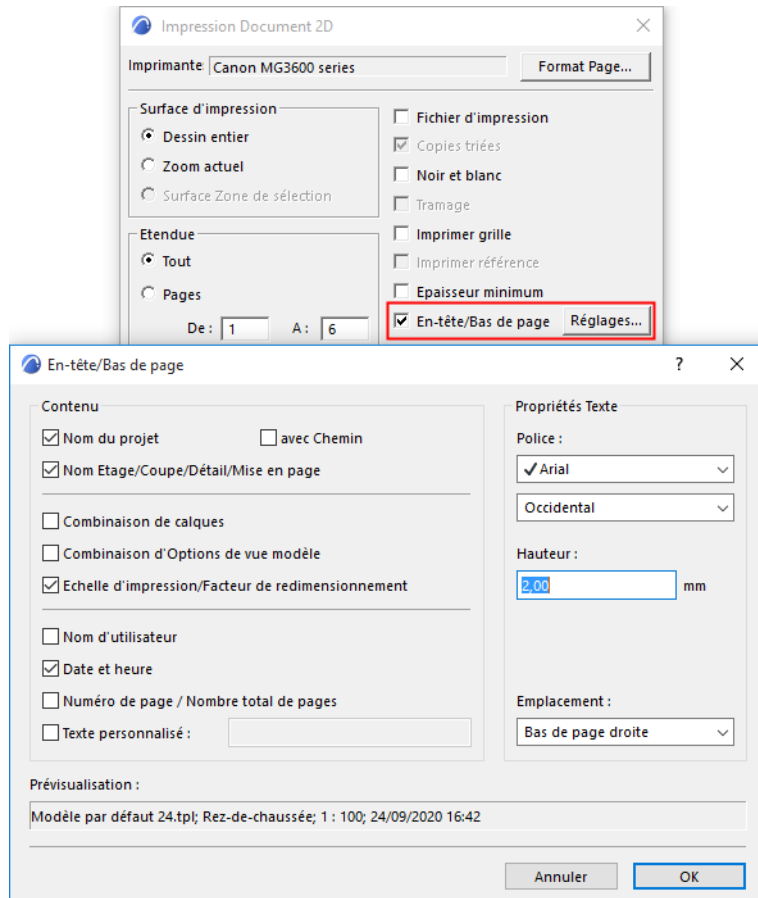 Impression Document 2D
Imprimante Canon MG3600 series Format Page...
Surface d'impression
Dessin entier
Zoom actuel
Surface Zone de sélection
Etendue
Tout
Pages
De : 1 A : 6
Fichier d'impression
Copies triées
Noir et blanc
Tramage
Imprimer grille
Imprimer référence
Epaisseur minimum
En-tête/Bas de page Réglages...
En-tête/Bas de page ?
Contenu
Nom du projet avec Chemin
Nom Etage/Coupe/Détail/Mise en page
Combinaison de calques
Combinaison d'Options de vue modèle
Echelle d'impression/Facteur de redimensionnement
Nom d'utilisateur
Date et heure
Numéro de page / Nombre total de pages
Texte personnalisé :
Propriétés Texte
Police :
Arial
Occidental
Hauteur :
2,00 mm
Emplacement :
Bas de page droite
Prévisualisation :
Modèle par défaut 24.tpl; Rez-de-chaussée; 1 : 100; 24/09/2020 16:42
Annuler OK